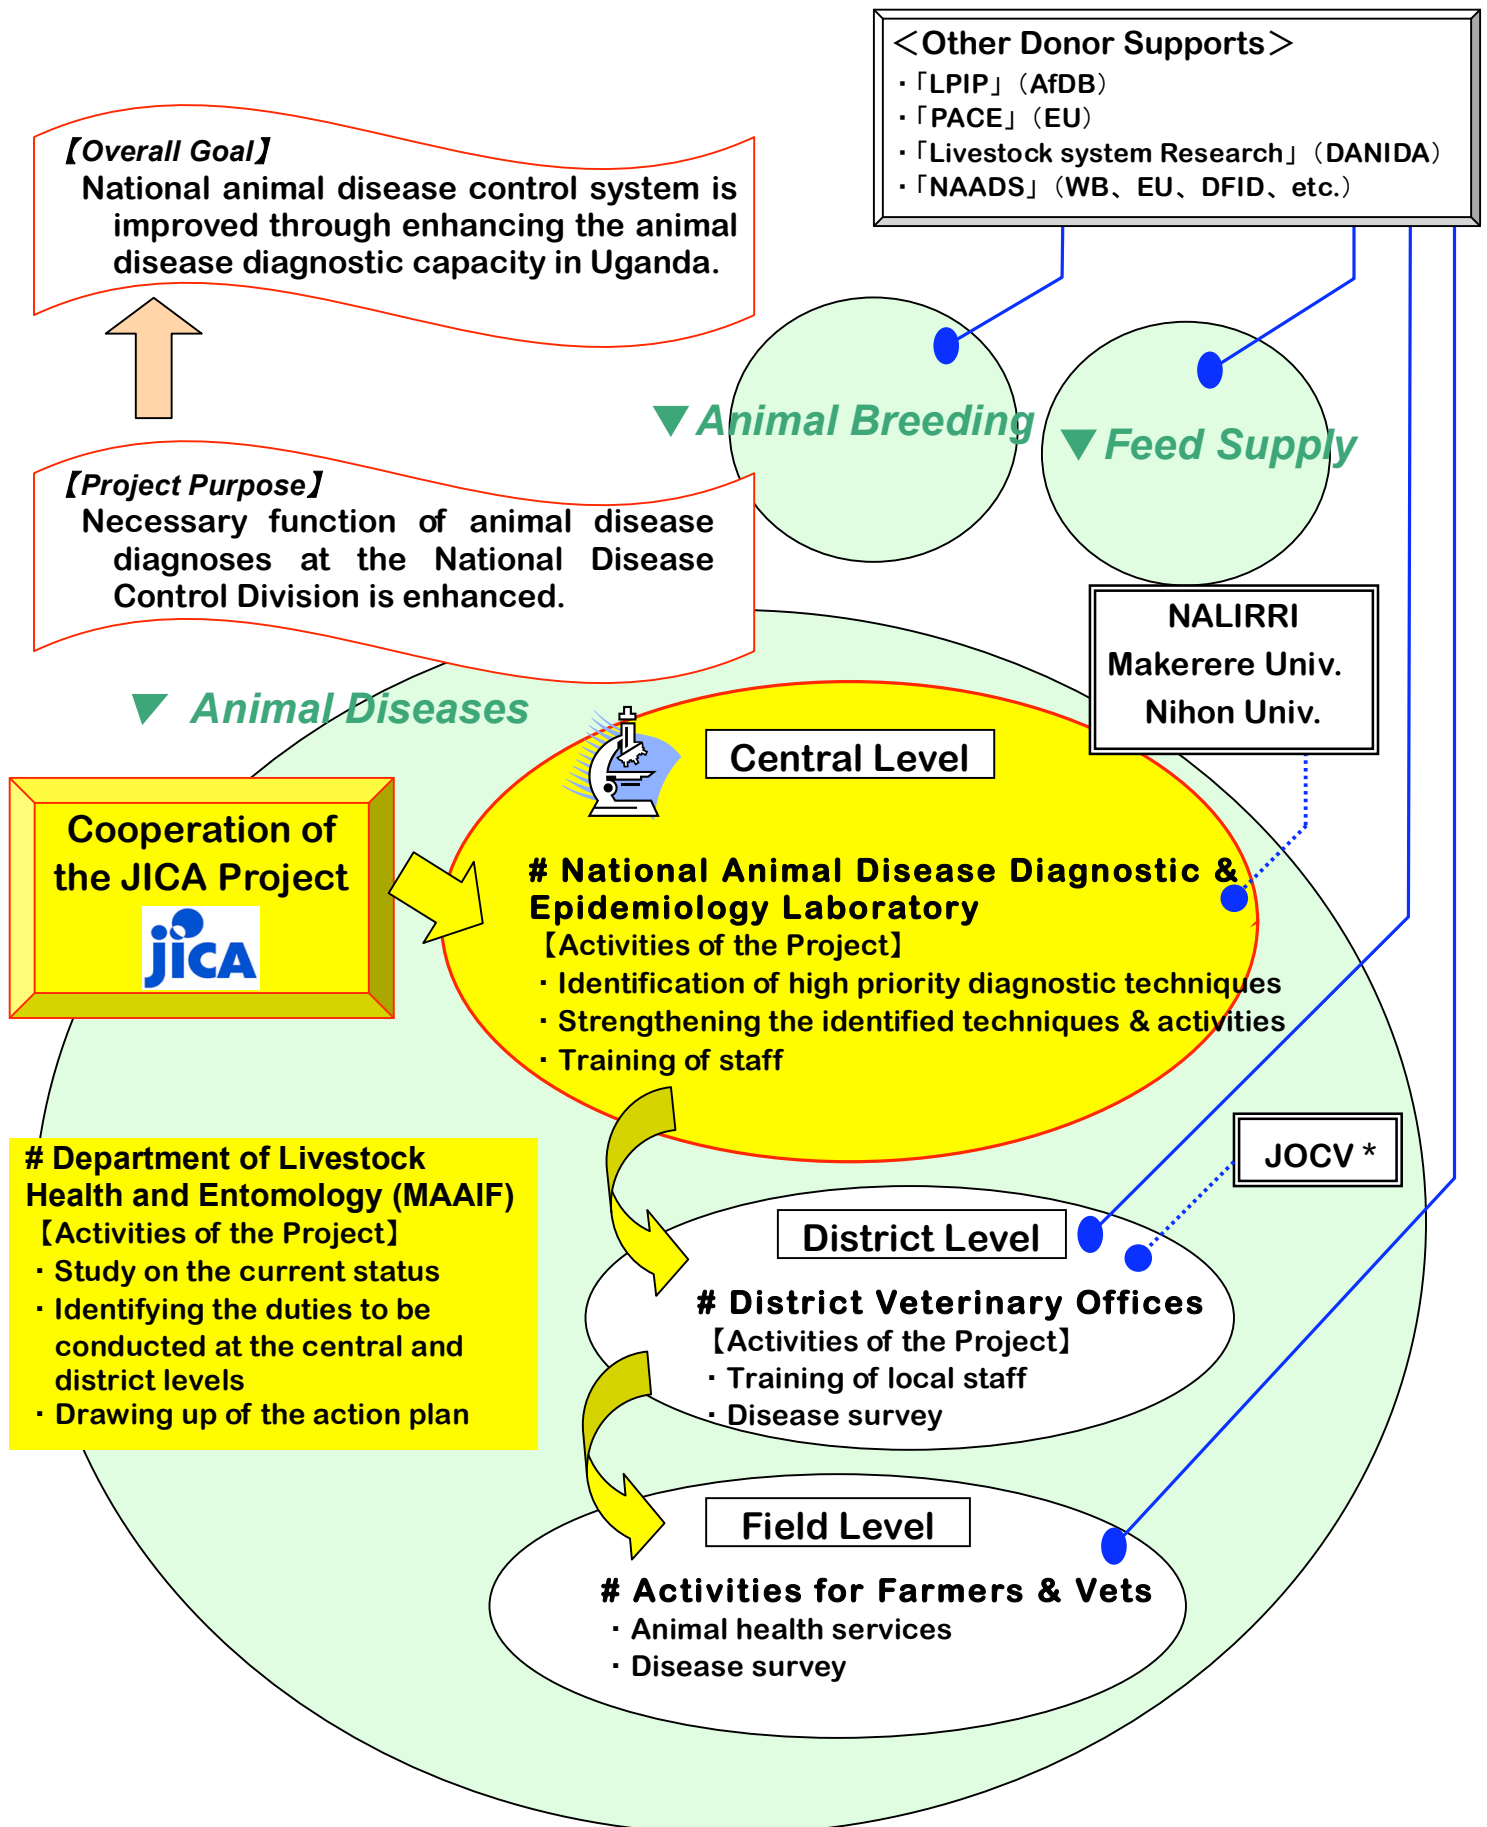 ＜Other Donor Supports＞
・「LPIP」（AfDB）
・「PACE」（EU）
・「Livestock system Research」（DANIDA）
・「NAADS」（WB、EU、DFID、etc.）
【Overall Goal】
National animal disease control system is
improved through enhancing the animal
disease diagnostic capacity in Uganda.
▼Animal Breeding
▼Feed Supply
【Project Purpose】
Necessary function of animal disease
diagnoses at the National Disease
Control Division is enhanced.
NALIRRI
Makerere Univ.
Nihon Univ.
▼ Animal Diseases
Central Level
Cooperation of
the JICA Project
jICA
# National Animal Disease Diagnostic &
Epidemiology Laboratory
【Activities of the Project】
・Identification of high priority diagnostic techniques
・Strengthening the identified techniques & activities
・Training of staff
# Department of Livestock
Health and Entomology (MAAIF)
【Activities of the Project】
・Study on the current status
・Identifying the duties to be
conducted at the central and
district levels
・Drawing up of the action plan
JOCV *
District Level
# District Veterinary Offices
【Activities of the Project】
・Training of local staff
・Disease survey
Field Level
# Activities for Farmers & Vets
・Animal health services
・Disease survey